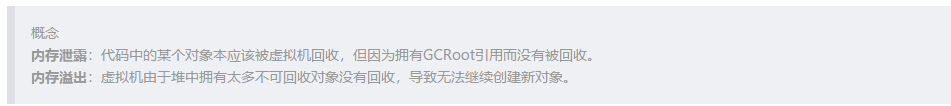 概念
内存泄露：代码中的某个对象本应该被虚拟机回收，但因为拥有GCRoot引用而没有被回收。
内存溢出：虚拟机由于堆中拥有太多不可回收对象没有回收，导致无法继续创建新对象。